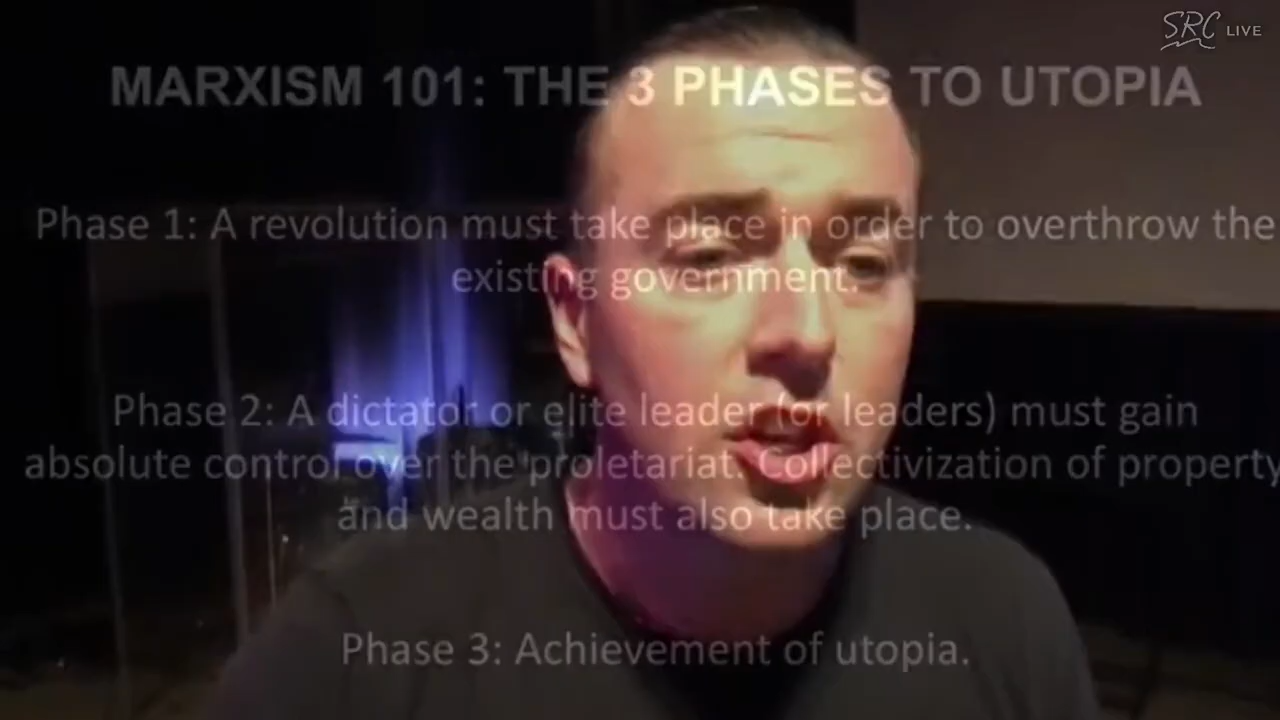 SRC LIVE
MARXISM 101: THE 3 PHASES TO UTOPIA
Phase 1: A revolution must take place in order to overthrow the
existing government.
Phase 2: A dictator or elite leader (or leaders) must gain
absolute control over the proletariat. Collectivization of property
and wealth must also take place.
Phase 3: Achievement of utopia.